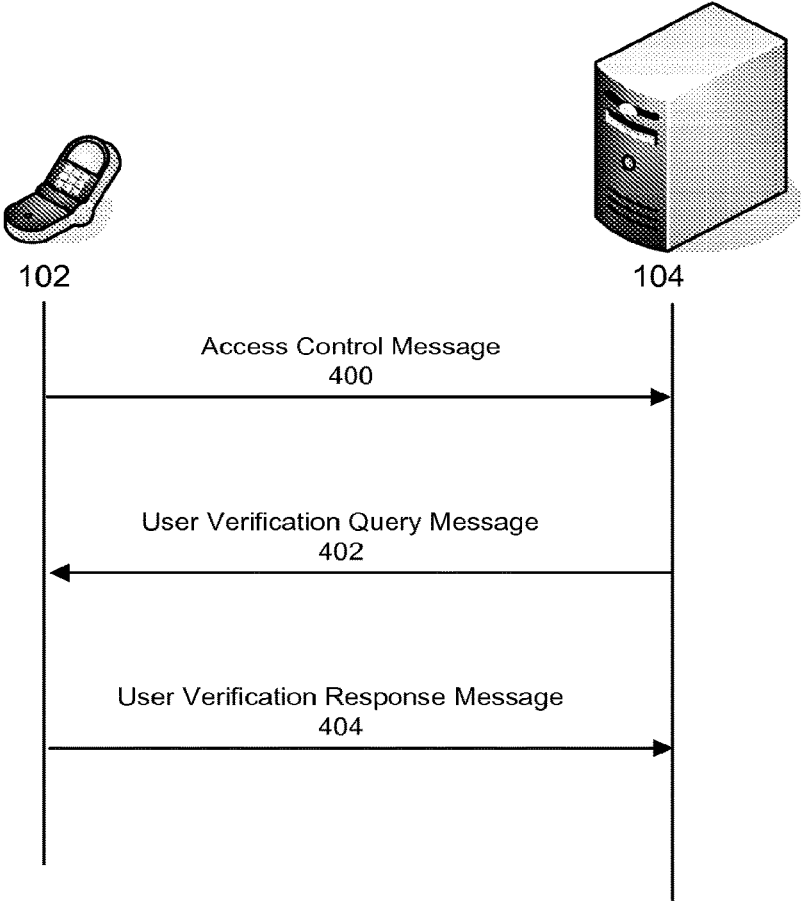 102
104
Access Control Message
400
User Verification Query Message
402
User Verification Response Message
404